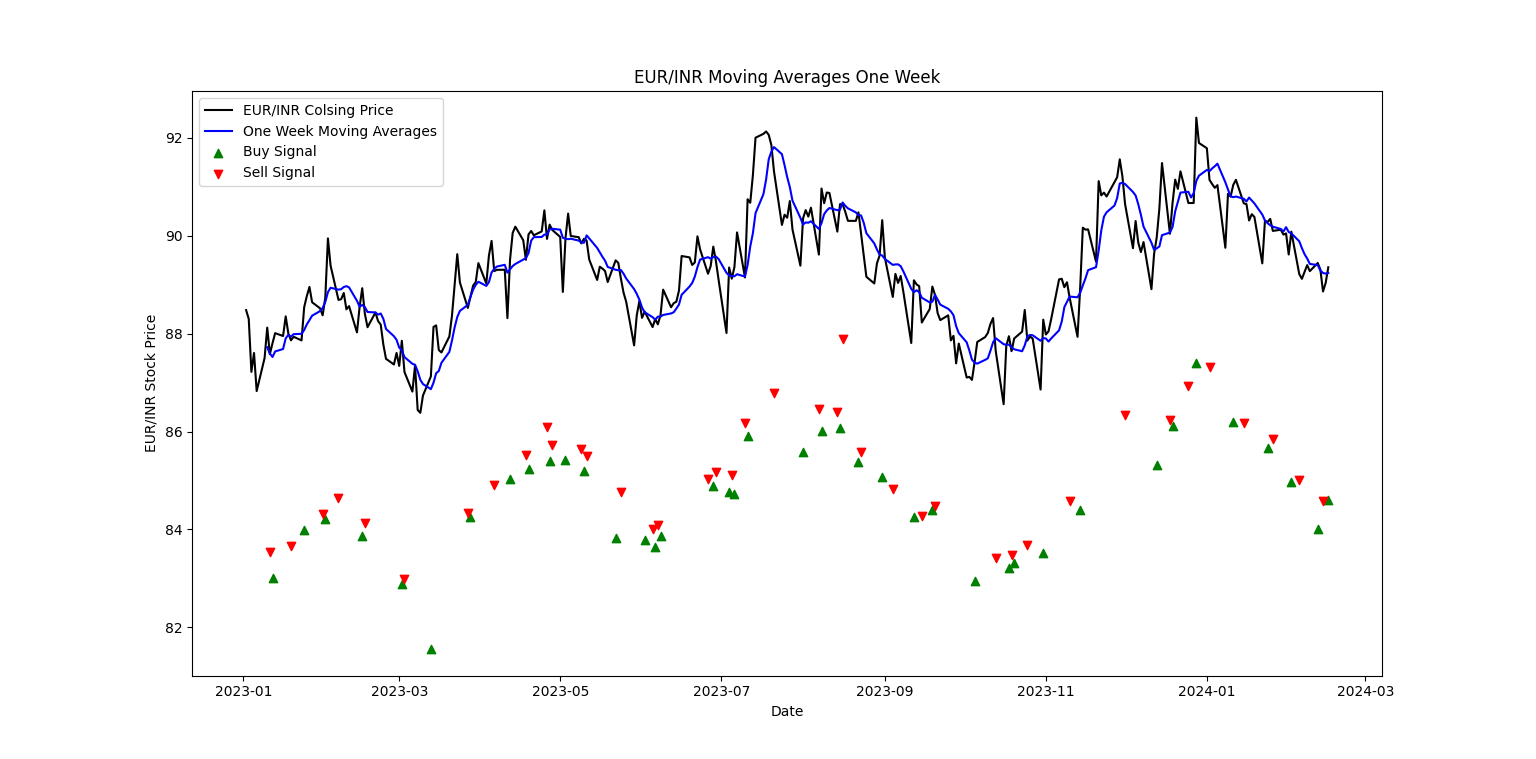 EUR/INR Moving Averages One Week
EUR/INR Colsing Price
One Week Moving Averages
Buy Signal
Sell Signal
EUR/INR Stock Price
92
90
88
86
84
82
2023-01 2023-03 2023-05 2023-07 2023-09 2023-11 2024-01 2024-03
Date